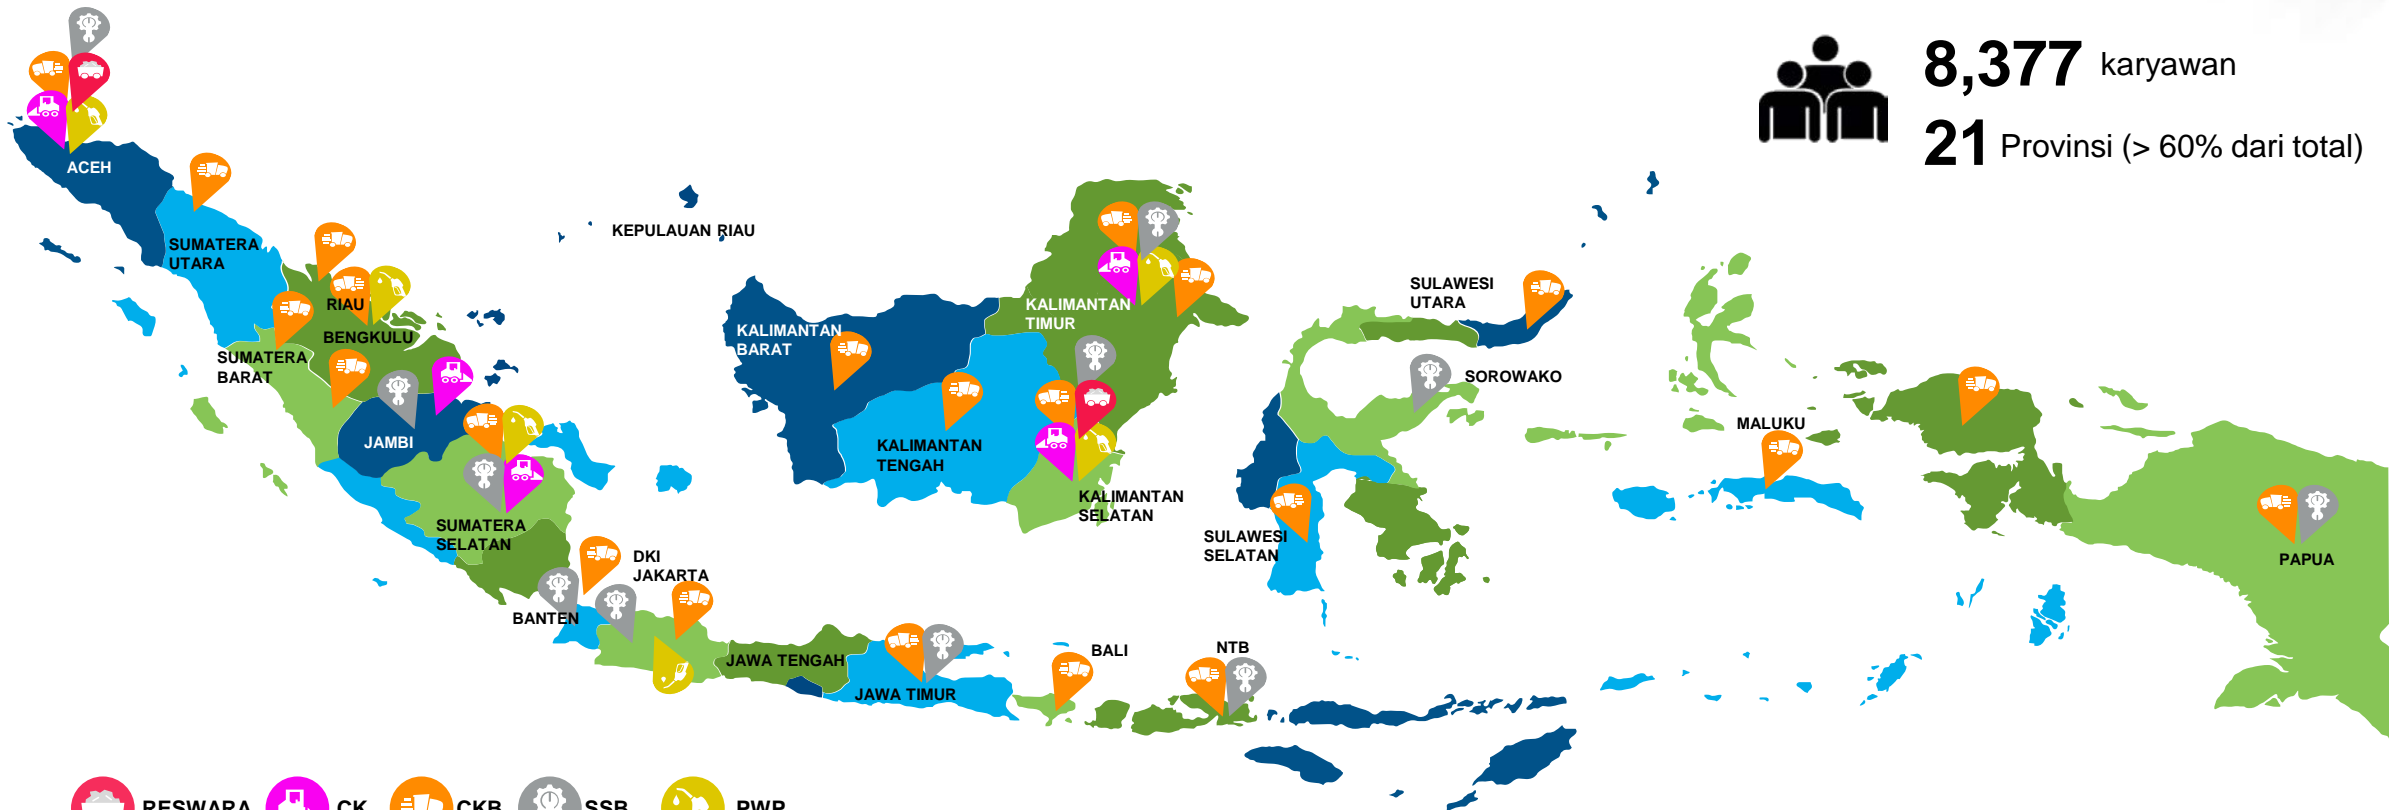 8,377 karyawan
21 Provinsi (> 60% dari total)
ACEH
SUMATERA
UTARA
KEPULAUAN RIAU
RIAU
BENGKULU
SUMATERA
BARAT
JAMBI
SUMATERA
SELATAN
DKI
JAKARTA
BANTEN
JAWA TENGAH
JAWA TIMUR
BALI
NTB
KALIMANTAN
BARAT
KALIMANTAN
TIMUR
KALIMANTAN
TENGAH
KALIMANTAN
SELATAN
SULAWESI
UTARA
SOROWAKO
SULAWESI
SELATAN
MALUKU
PAPUA
RESWARA CK CKB SSB PWP